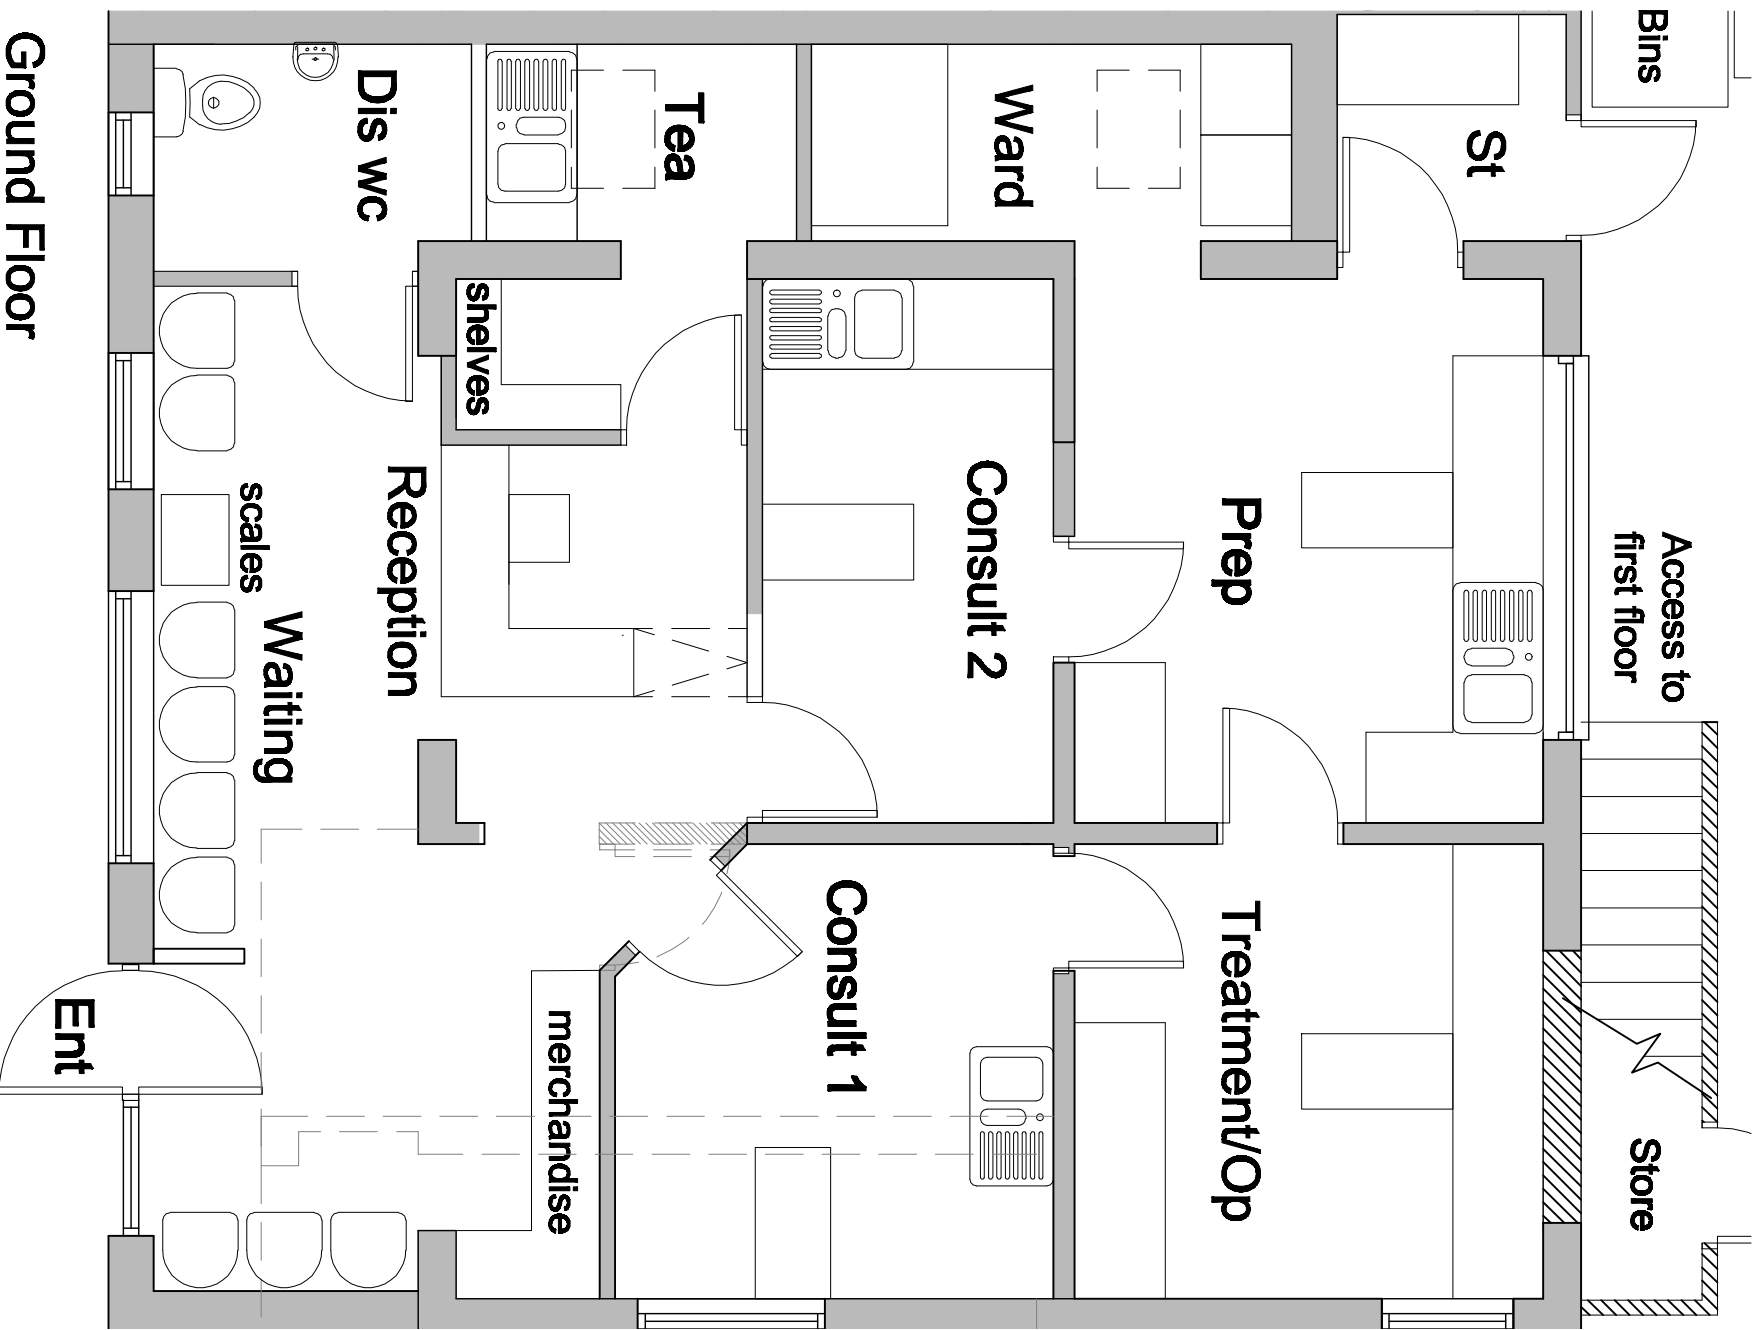 Bins
St
Ward
Tea
Dis wc
Ground Floor
shelves
Access to
first floor
Prep
Consult 2
Reception
scales
Waiting
Store
Treatment/Op
Consult 1
merchandise
Ent